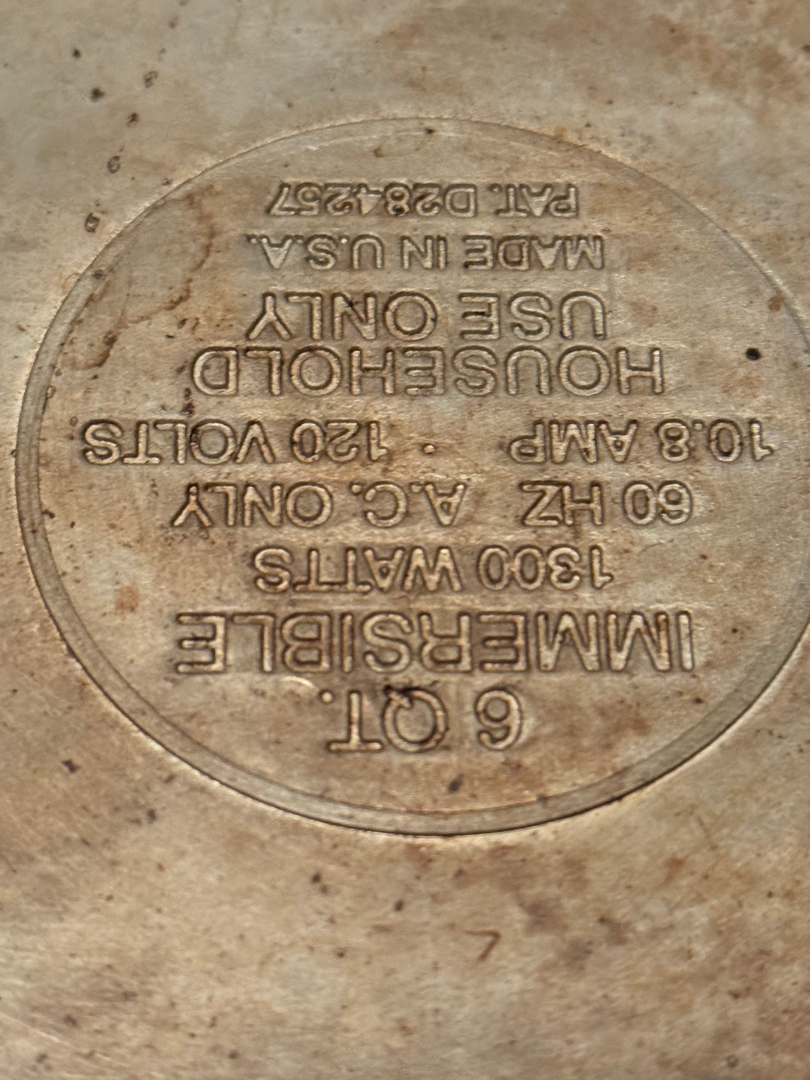 6 QT.
IMMERSIBLE
1300 WATTS
60 HZ A.C. ONLY
10.8 AMP · 120 VOLTS
HOUSEHOLD
USE ONLY
MADE IN U.S.A.
PAT. D284257